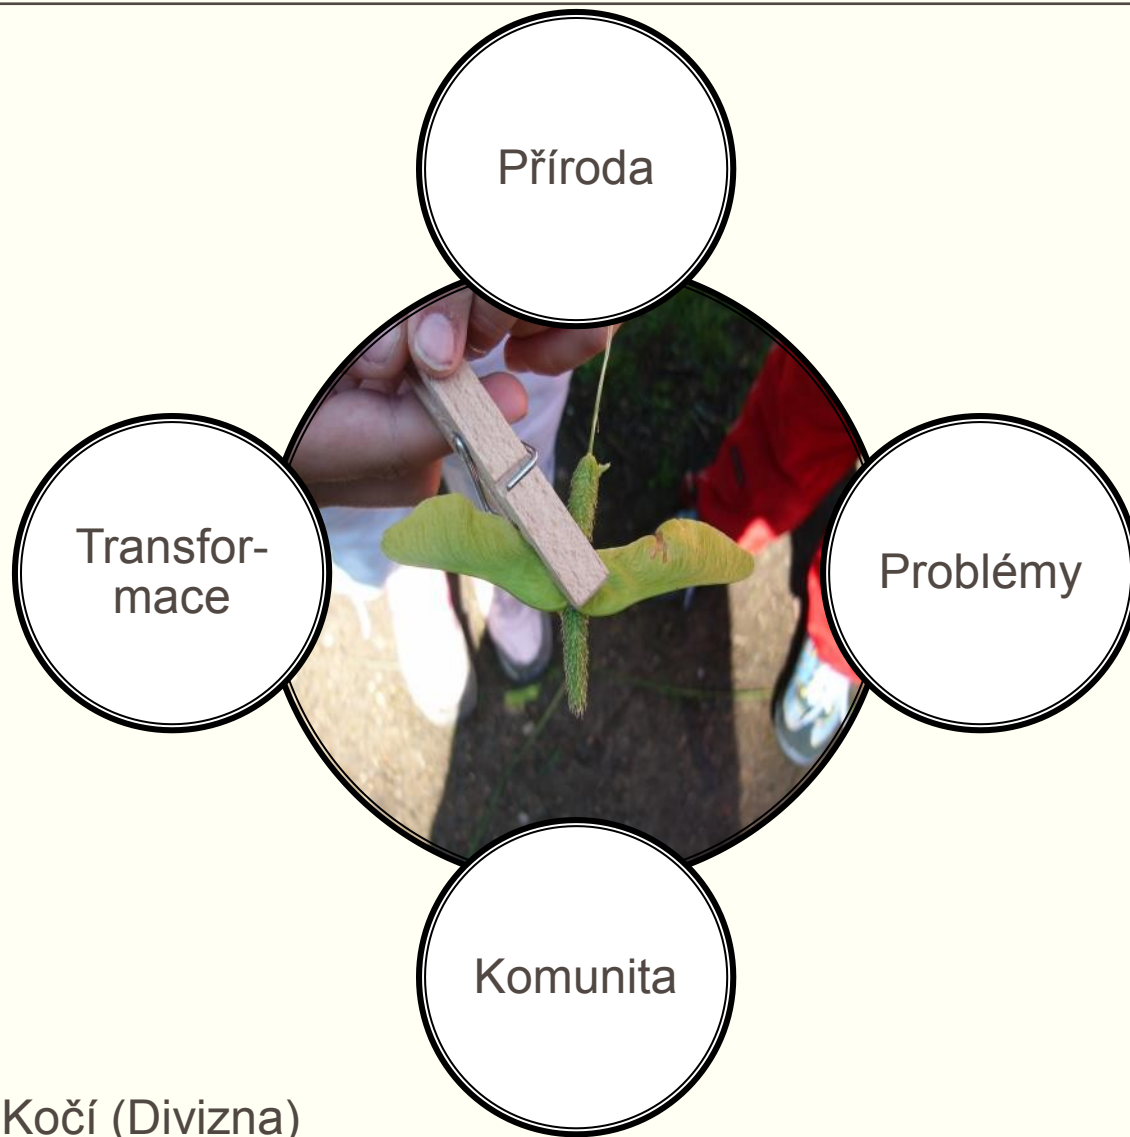 Příroda
Transfor-
mace
Problémy
Komunita
Kočí (Divizna)